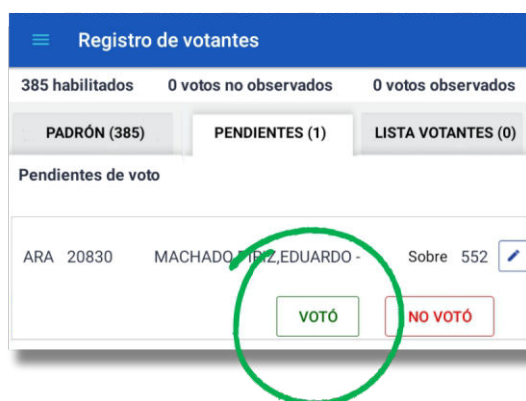 Registro de votantes
385 habilitados 0 votos no observados 0 votos observados
PADRÓN (385) PENDIENTES (1) LISTA VOTANTES (0)
Pendientes de voto
ARA 20830 MACHADO PIRIZ,EDUARDO - Sobre 552
VOTÓ NO VOTÓ